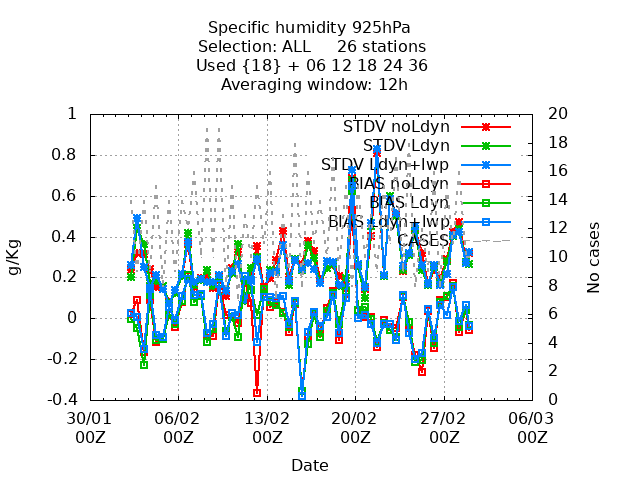 Specific humidity 925hPa
Selection: ALL     26 stations
Used {18} + 06 12 18 24 36
Averaging window: 12h
g/Kg
1
0.8
0.6
0.4
0.2
0
-0.2
-0.4
STDV noLdyn
STDV Ldyn
STDV Ldyn+lwp
BIAS noLdyn
BIAS Ldyn
BIAS Ldyn+lwp
CASES
20
18
16
14
12
10
8
6
4
2
0
No cases
30/01 06/02 13/02 20/02 27/02 06/03
00Z 00Z 00Z 00Z 00Z 00Z
Date